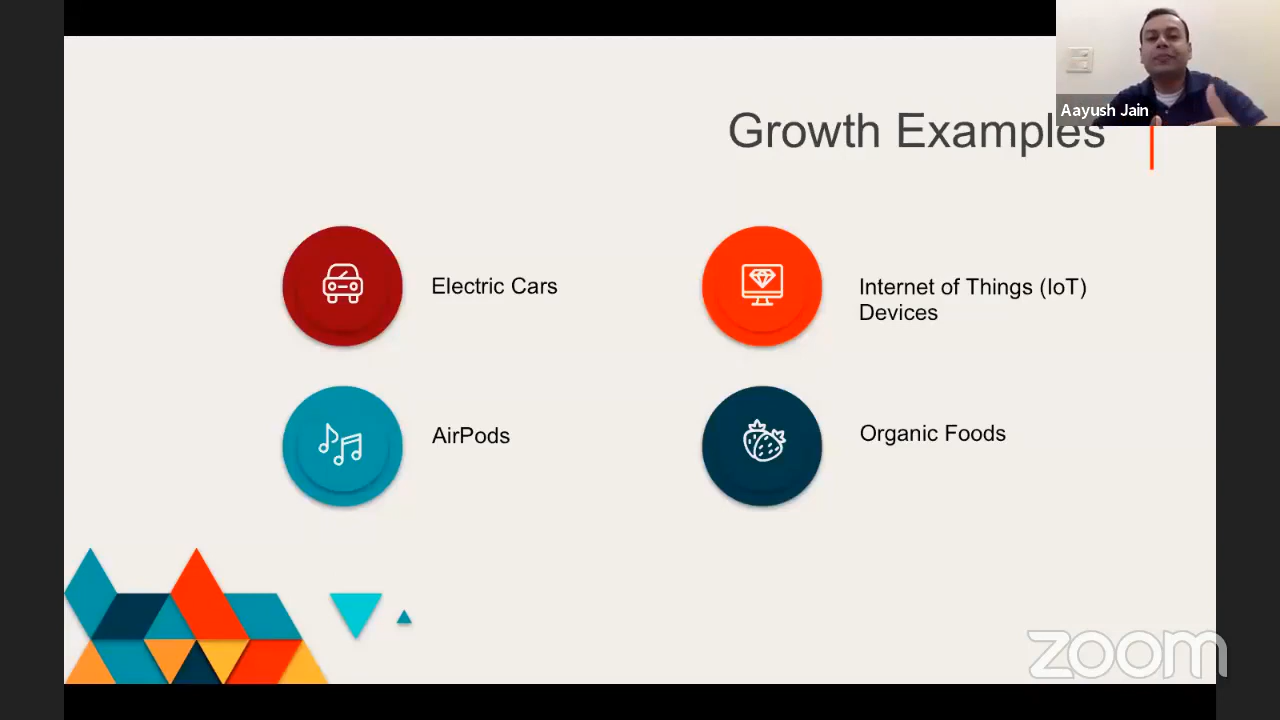 Aayush Jain
Growth Examples
Electric Cars
Internet of Things (IoT)
Devices
AirPods
Organic Foods
zoom